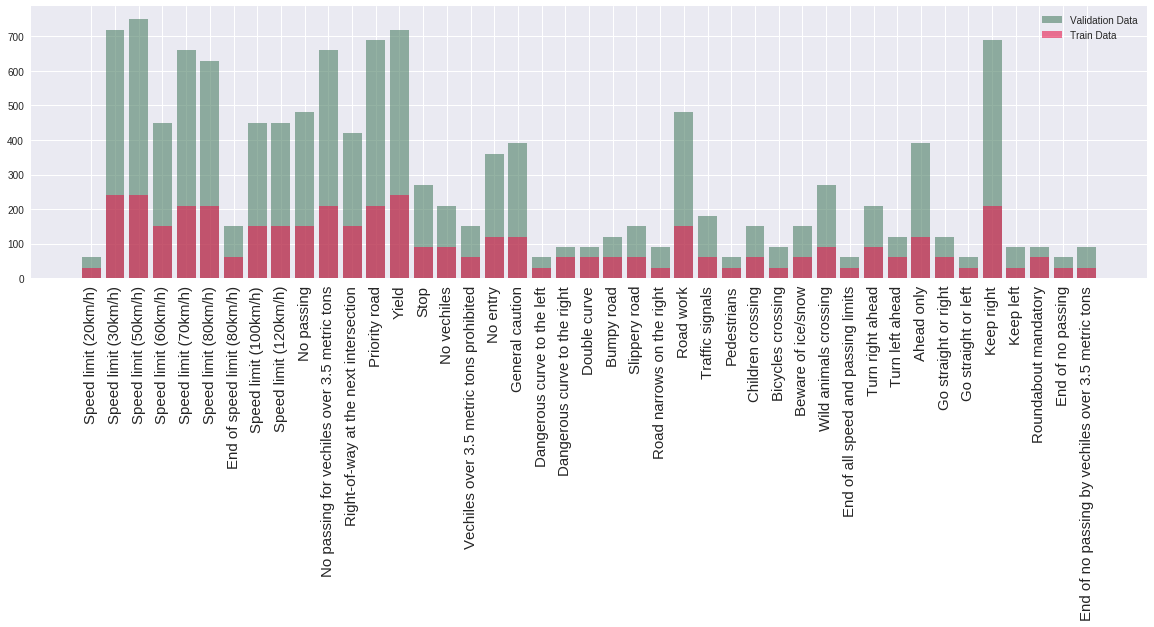 Validation Data
Train Data
700
600
500
400
300
200
100
0
Speed limit (20km/h)
Speed limit (30km/h)
Speed limit (50km/h)
Speed limit (60km/h)
Speed limit (70km/h)
Speed limit (80km/h)
End of speed limit (80km/h)
Speed limit (100km/h)
Speed limit (120km/h)
No passing
No passing for vechiles over 3.5 metric tons
Right-of-way at the next intersection
Priority road
Yield
Stop
No vechiles
Vechiles over 3.5 metric tons prohibited
No entry
General caution
Dangerous curve to the left
Dangerous curve to the right
Double curve
Bumpy road
Slippery road
Road narrows on the right
Road work
Traffic signals
Pedestrians
Children crossing
Bicycles crossing
Beware of ice/snow
Wild animals crossing
End of all speed and passing limits
Turn right ahead
Turn left ahead
Ahead only
Go straight or right
Go straight or left
Keep right
Keep left
Roundabout mandatory
End of no passing
End of no passing by vechiles over 3.5 metric tons